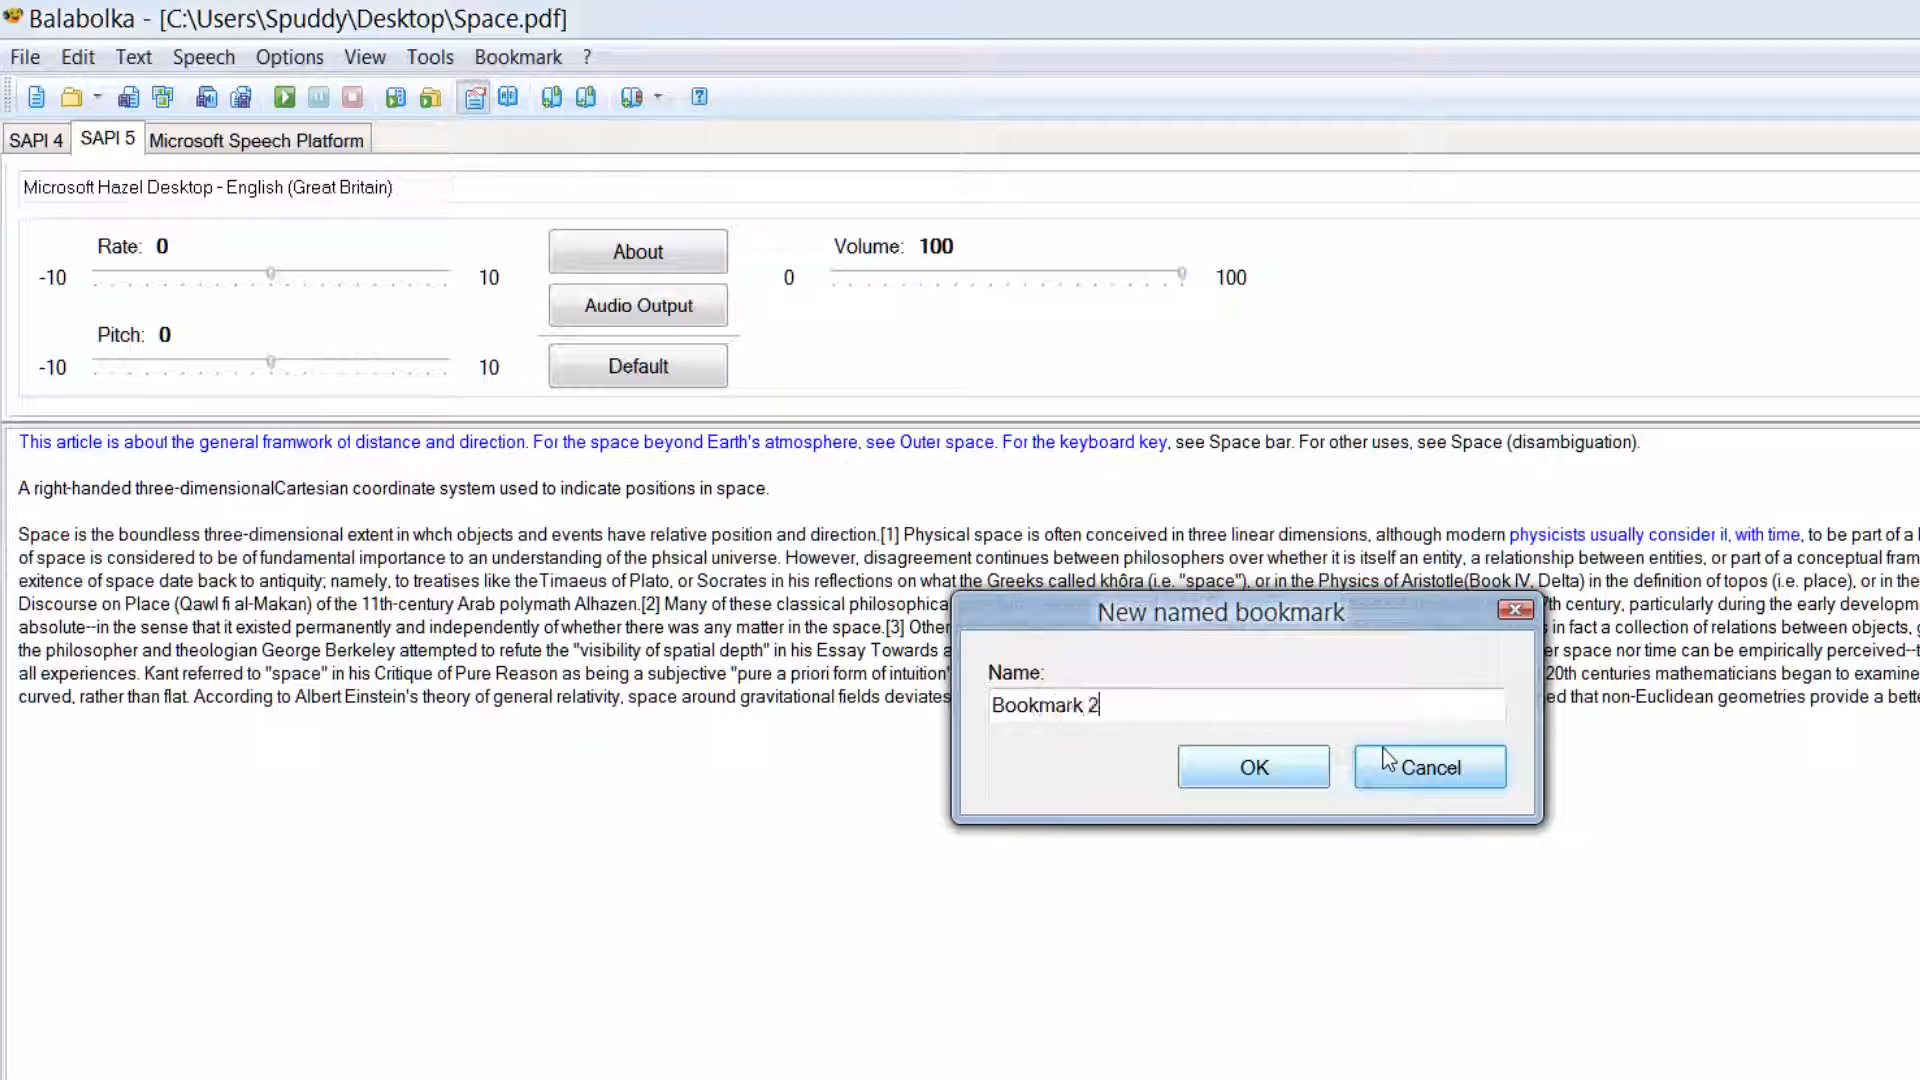 Balabolka - [C:\Users\Spuddy\Desktop\Space.pdf]
File Edit Text Speech Options View Tools Bookmark ?
SAPI 4 SAPI 5 Microsoft Speech Platform
Microsoft Hazel Desktop - English (Great Britain)
Rate: 0 About Volume: 100
-10 10 0 100
Audio Output
Pitch: 0
-10 10 Default
This article is about the general framwork of distance and direction. For the space beyond Earth's atmosphere, see Outer space. For the keyboard key, see Space bar. For other uses, see Space (disambiguation).
A right-handed three-dimensionalCartesian coordinate system used to indicate positions in space.
Space is the boundless three-dimensional extent in whch objects and events have relative position and direction.[1] Physical space is often conceived in three linear dimensions, although modern physicists usually consider it, with time, to be part of a
of space is considered to be of fundamental importance to an understanding of the phsical universe. However, disagreement continues between philosophers over whether it is itself an entity, a relationship between entities, or part of a conceptual fram
exitence of space date back to antiquity; namely, to treatises like theTimaeus of Plato, or Socrates in his reflections on what the Greeks called khôra (i.e. "space"), or in the Physics of Aristotle(Book IV, Delta) in the definition of topos (i.e. place), or in the
Discourse on Place (Qawl fi al-Makan) of the 11th-century Arab polymath Alhazen.[2] Many of these classical philosophica 7th century, particularly during the early developm
absolute--in the sense that it existed permanently and independently of whether there was any matter in the space.[3] Other s in fact a collection of relations between objects,
the philosopher and theologian George Berkeley attempted to refute the "visibility of spatial depth" in his Essay Towards a er space nor time can be empirically perceived--t
all experiences. Kant referred to "space" in his Critique of Pure Reason as being a subjective "pure a priori form of intuition" 20th centuries mathematicians began to examine
curved, rather than flat. According to Albert Einstein's theory of general relativity, space around gravitational fields deviates ed that non-Euclidean geometries provide a bette
New named bookmark
Name:
Bookmark 2
OK Cancel